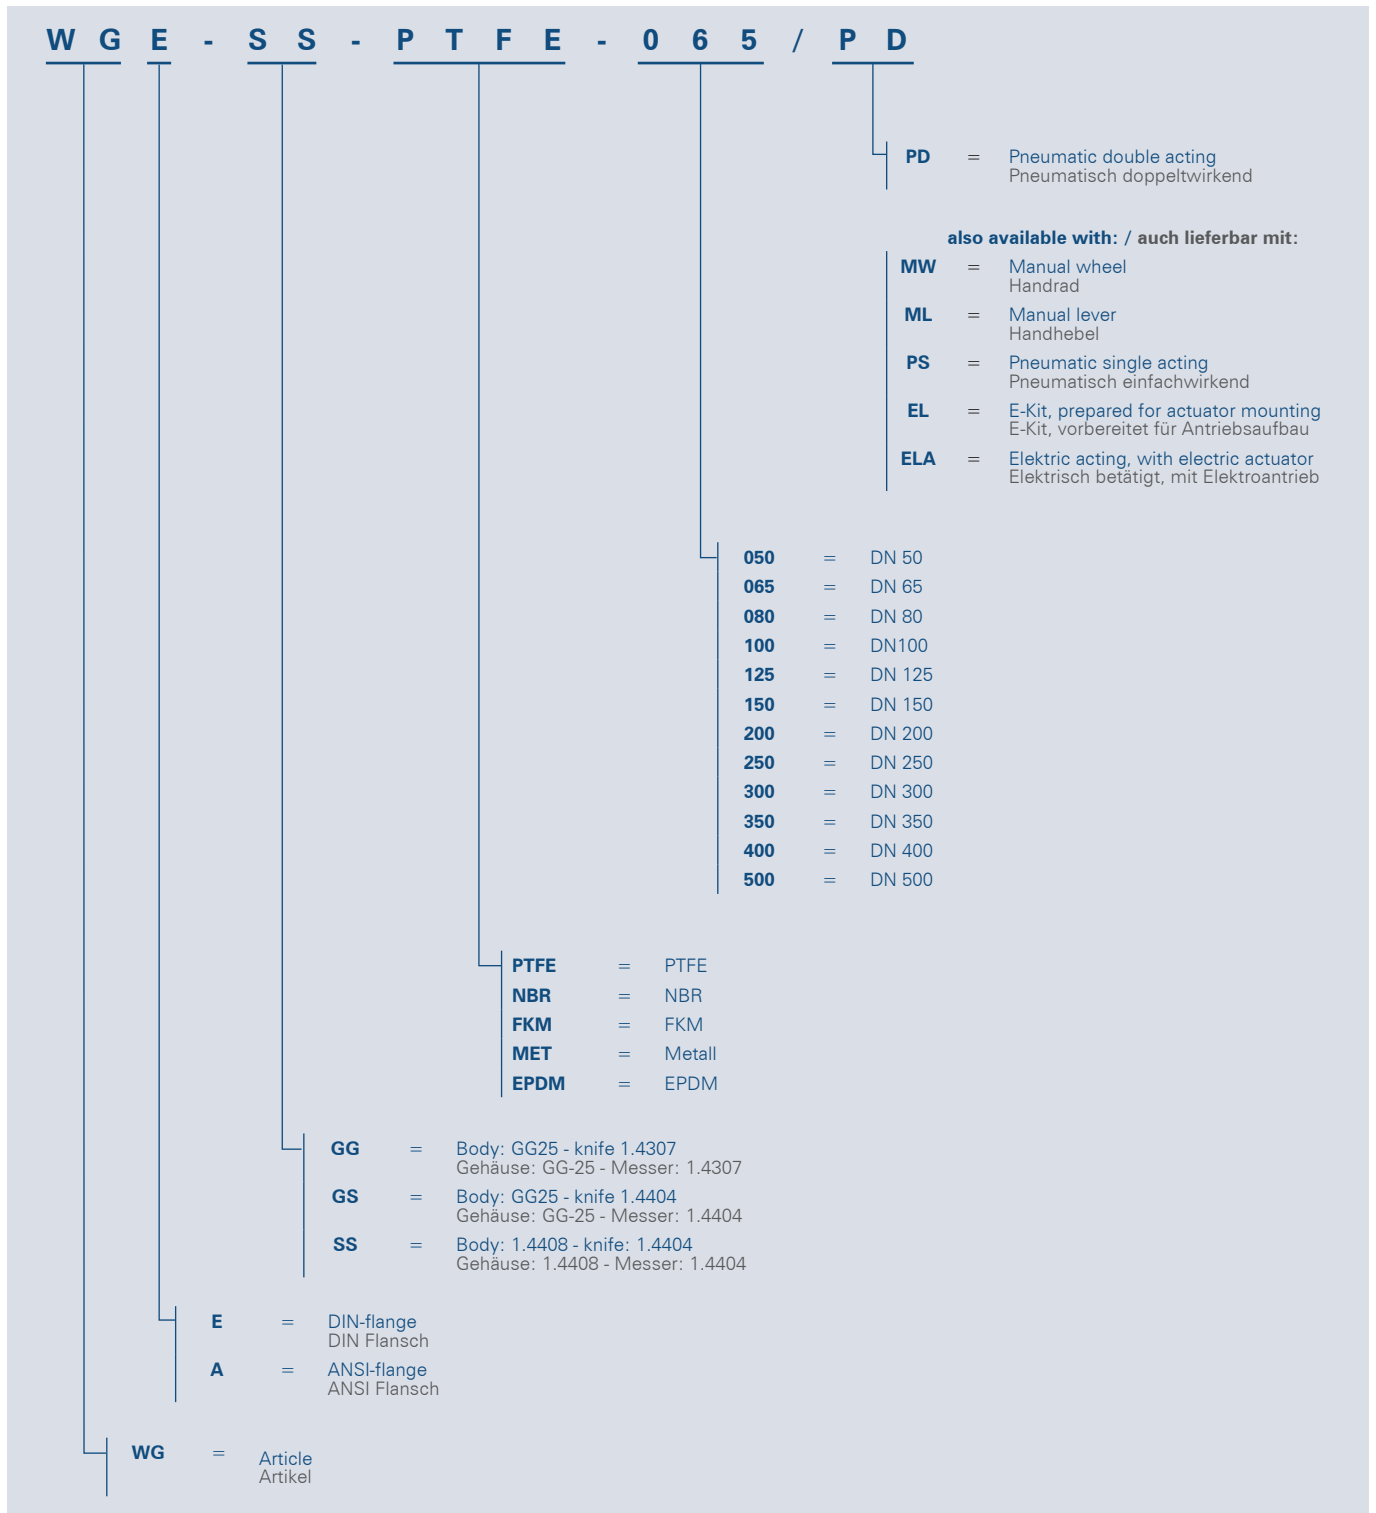 W G E - S S - P T F E - 0 6 5 / P D
PD = Pneumatic double acting
Pneumatisch doppeltwirkend
also available with: / auch lieferbar mit:
MW = Manual wheel
Handrad
ML = Manual lever
Handhebel
PS = Pneumatic single acting
Pneumatisch einfachwirkend
EL = E-Kit, prepared for actuator mounting
E-Kit, vorbereitet für Antriebsaufbau
ELA = Elektric acting, with electric actuator
Elektrisch betätigt, mit Elektroantrieb
050 = DN 50
065 = DN 65
080 = DN 80
100 = DN100
125 = DN 125
150 = DN 150
200 = DN 200
250 = DN 250
300 = DN 300
350 = DN 350
400 = DN 400
500 = DN 500
PTFE = PTFE
NBR = NBR
FKM = FKM
MET = Metall
EPDM = EPDM
GG = Body: GG25 - knife 1.4307
Gehäuse: GG-25 - Messer: 1.4307
GS = Body: GG25 - knife 1.4404
Gehäuse: GG-25 - Messer: 1.4404
SS = Body: 1.4408 - knife: 1.4404
Gehäuse: 1.4408 - Messer: 1.4404
E = DIN-flange
DIN Flansch
A = ANSI-flange
ANSI Flansch
WG = Article
Artikel